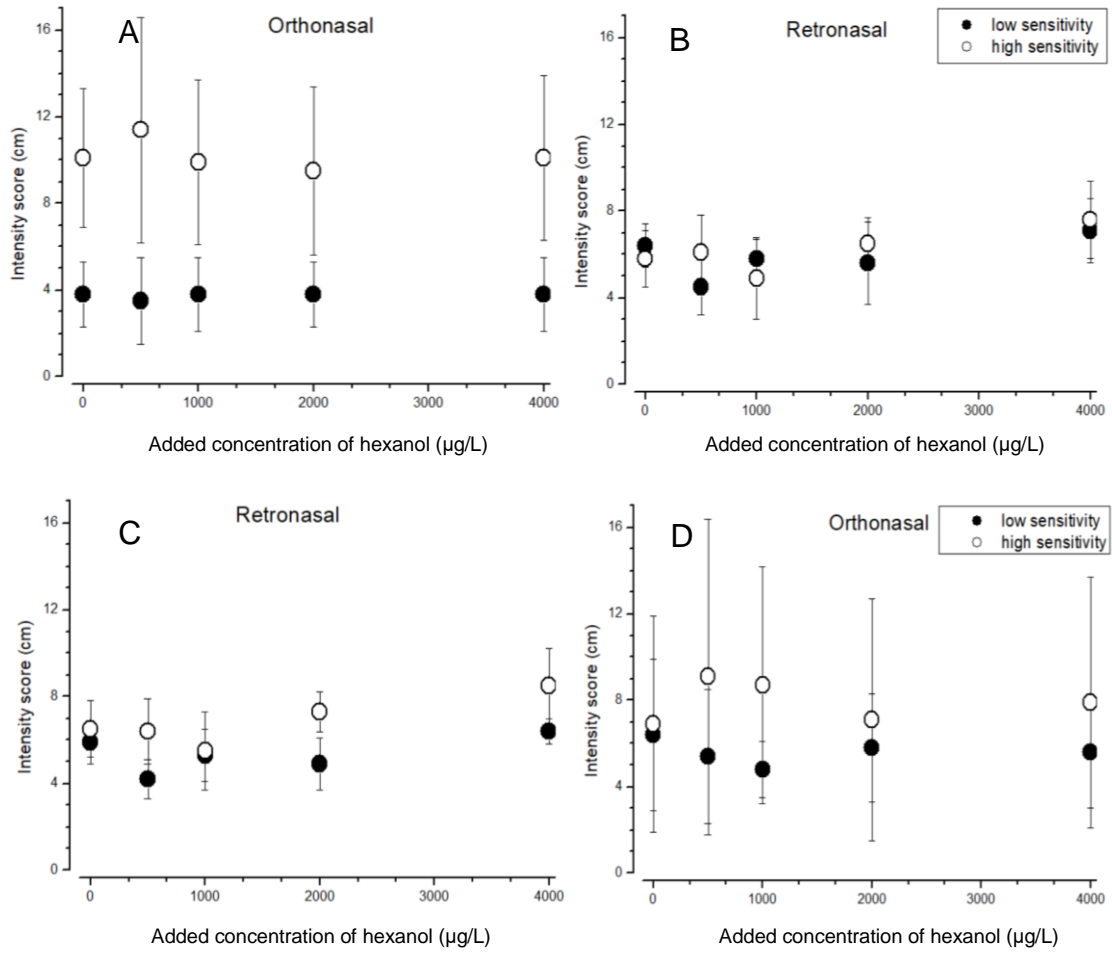 A
Orthonasal
16
12
8
4
0
Intensity score (cm)
0 1000 2000 3000 4000
Added concentration of hexanol (µg/L)
B
Retronasal
low sensitivity
high sensitivity
16
12
8
4
0
Intensity score (cm)
0 1000 2000 3000 4000
Added concentration of hexanol (µg/L)
C
Retronasal
16
12
8
4
0
Intensity score (cm)
0 1000 2000 3000 4000
Added concentration of hexanol (µg/L)
D
Orthonasal
low sensitivity
high sensitivity
16
12
8
4
0
Intensity score (cm)
0 1000 2000 3000 4000
Added concentration of hexanol (µg/L)